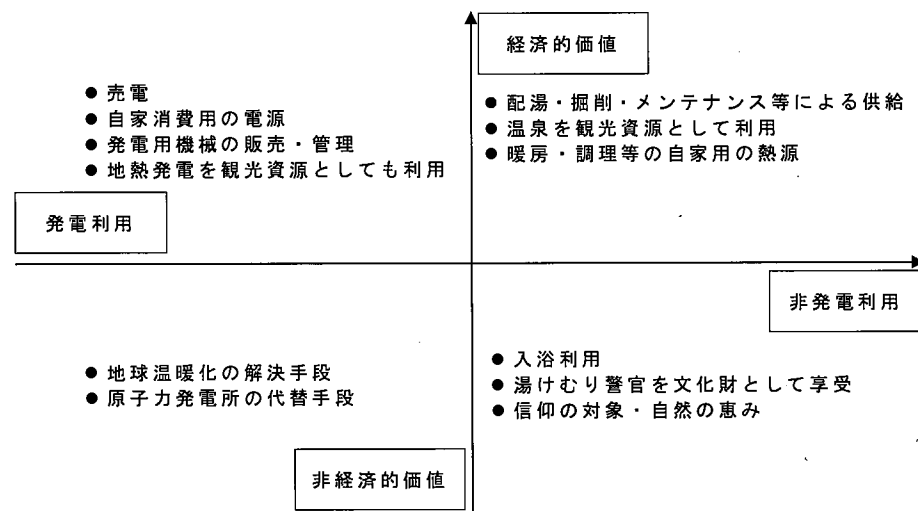 経済的価値
● 売電
● 自家消費用の電源
● 発電用機械の販売・管理
● 地熱発電を観光資源としても利用
● 配湯・掘削・メンテナンス等による供給
● 温泉を観光資源として利用
● 暖房・調理等の自家用の熱源
発電利用
非発電利用
● 地球温暖化の解決手段
● 原子力発電所の代替手段
● 入浴利用
● 湯けむり警官を文化財として享受
● 信仰の対象・自然の恵み
非経済的価値